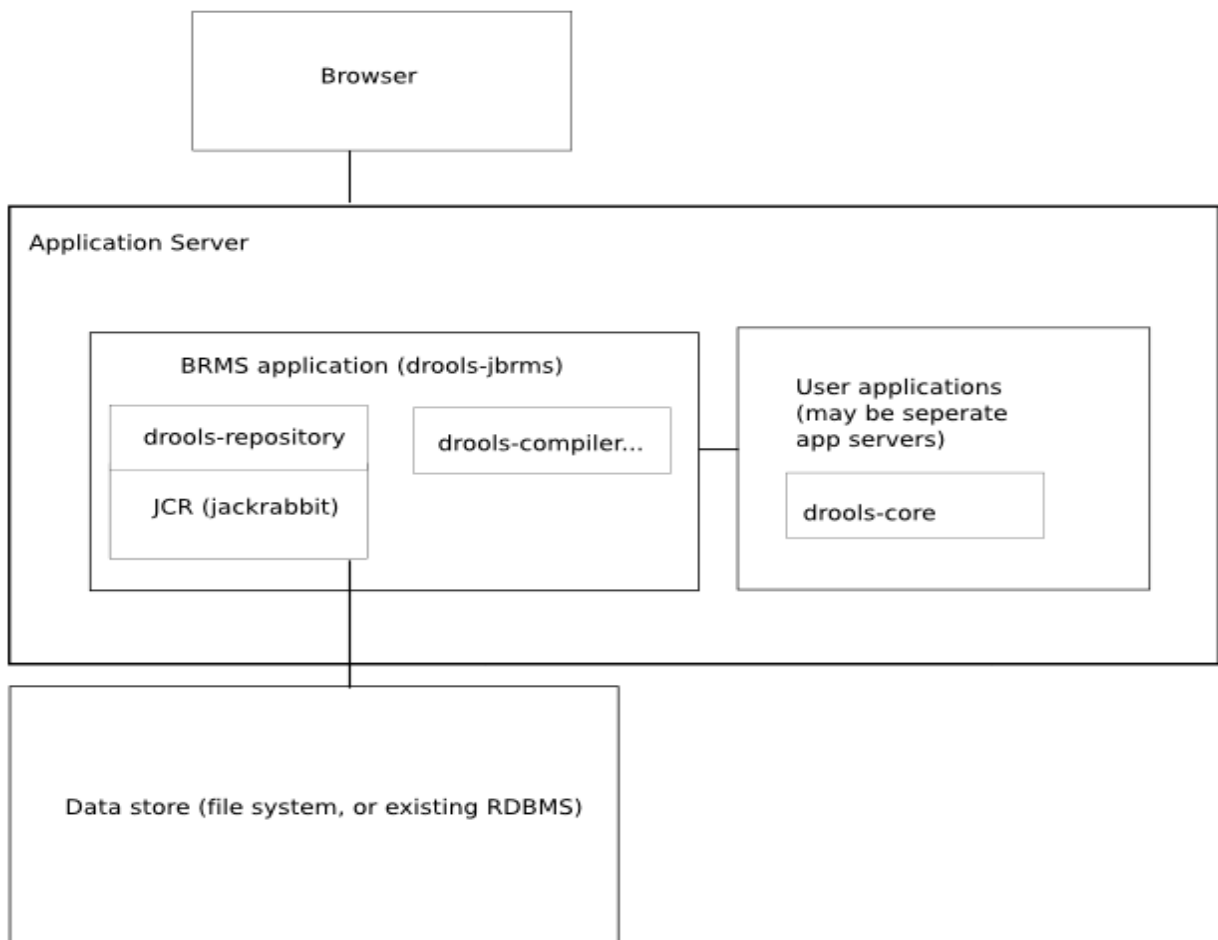 Browser
Application Server
BRMS application (drools-jbrms)
drools-repository
JCR (jackrabbit)
drools-compiler...
User applications
(may be seperate
app servers)
drools-core
Data store (file system, or existing RDBMS)